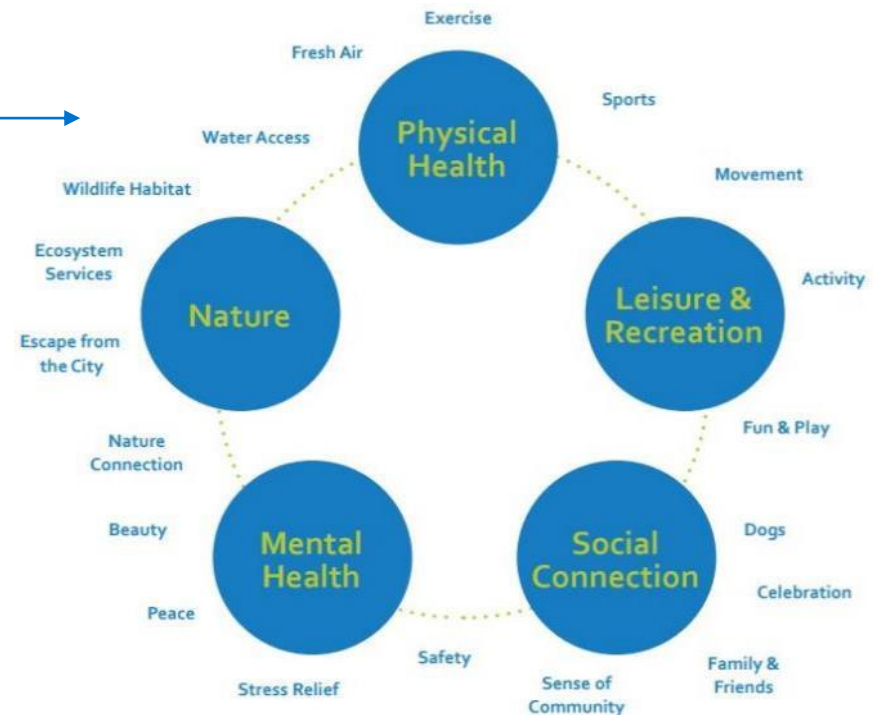 Exercise
Fresh Air
Sports
Water Access
Physical
Health
Movement
Wildlife Habitat
Ecosystem
Services
Activity
Nature
Leisure &
Recreation
Escape from
the City
Fun & Play
Nature
Connection
Beauty
Dogs
Mental
Health
Social
Connection
Celebration
Peace
Safety
Family &
Friends
Stress Relief
Sense of
Community